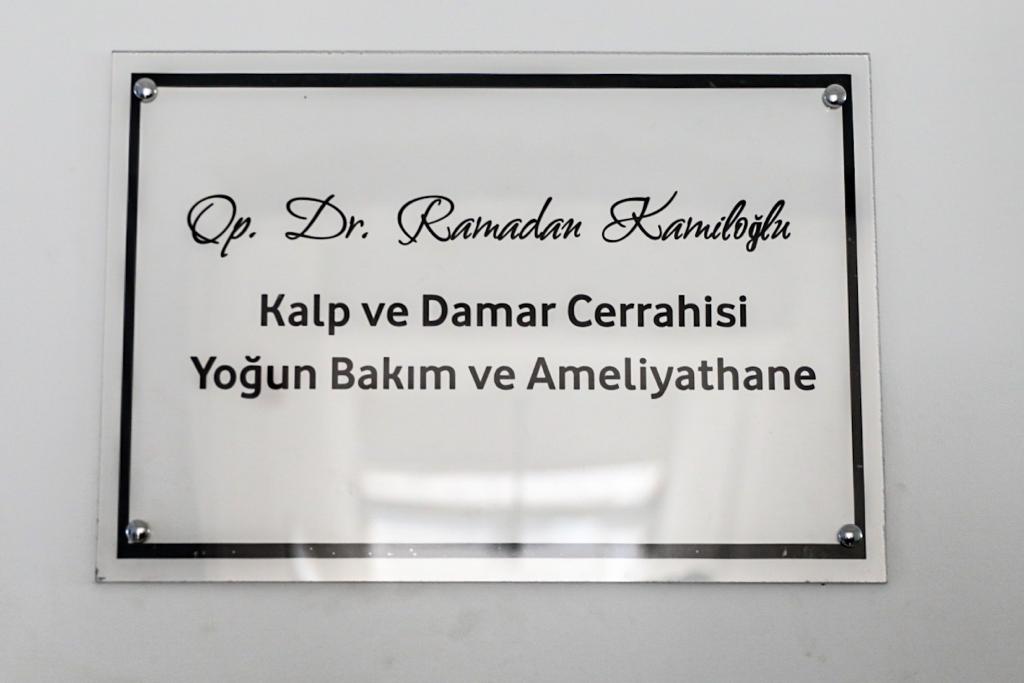 Op. Dr. Ramadan Kamiloğlu
Kalp ve Damar Cerrahisi
Yoğun Bakım ve Ameliyathane